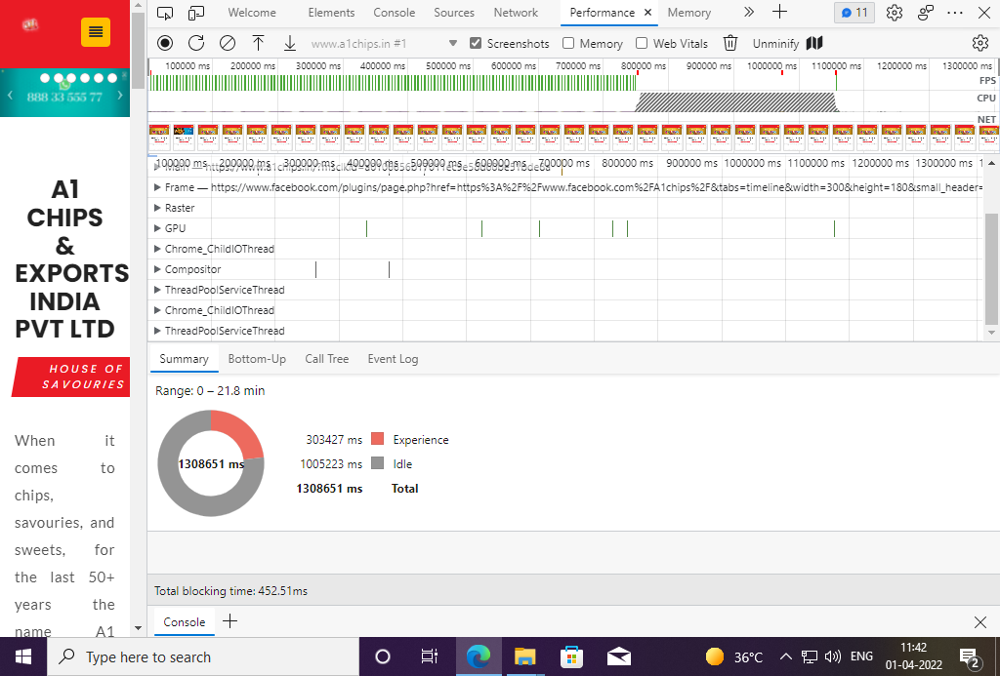 Welcome Elements Console Sources Network Performance Memory 11
www.a1chips.in #1 Screenshots Memory Web Vitals Unminify
100000 ms 200000 ms 300000 ms 400000 ms 500000 ms 600000 ms 700000 ms 800000 ms 900000 ms 1000000 ms 1100000 ms 1200000 ms 1300000 ms
FPS
CPU
NET
100000 ms 200000 ms 300000 ms 400000 ms 500000 ms 600000 ms 700000 ms 800000 ms 900000 ms 1000000 ms 1100000 ms 1200000 ms 1300000 ms
Frame — https://www.facebook.com/plugins/page.php?href=https%3A%2F%2Fwww.facebook.com%2FA1chips%2F&tabs=timeline&width=300&height=180&small_header=
Raster
GPU
Chrome_ChildIOThread
Compositor
ThreadPoolServiceThread
Chrome_ChildIOThread
ThreadPoolServiceThread
Summary Bottom-Up Call Tree Event Log
Range: 0 – 21.8 min
1308651 ms
303427 ms Experience
1005223 ms Idle
1308651 ms Total
Total blocking time: 452.51ms
Console
888 33 555 77
A1
CHIPS
&
EXPORTS
INDIA
PVT LTD
HOUSE OF
SAVOURIES
When it
comes to
chips,
savouries, and
sweets, for
the last 50+
years the
name A1
Type here to search
36°C ENG
11:42
01-04-2022
2